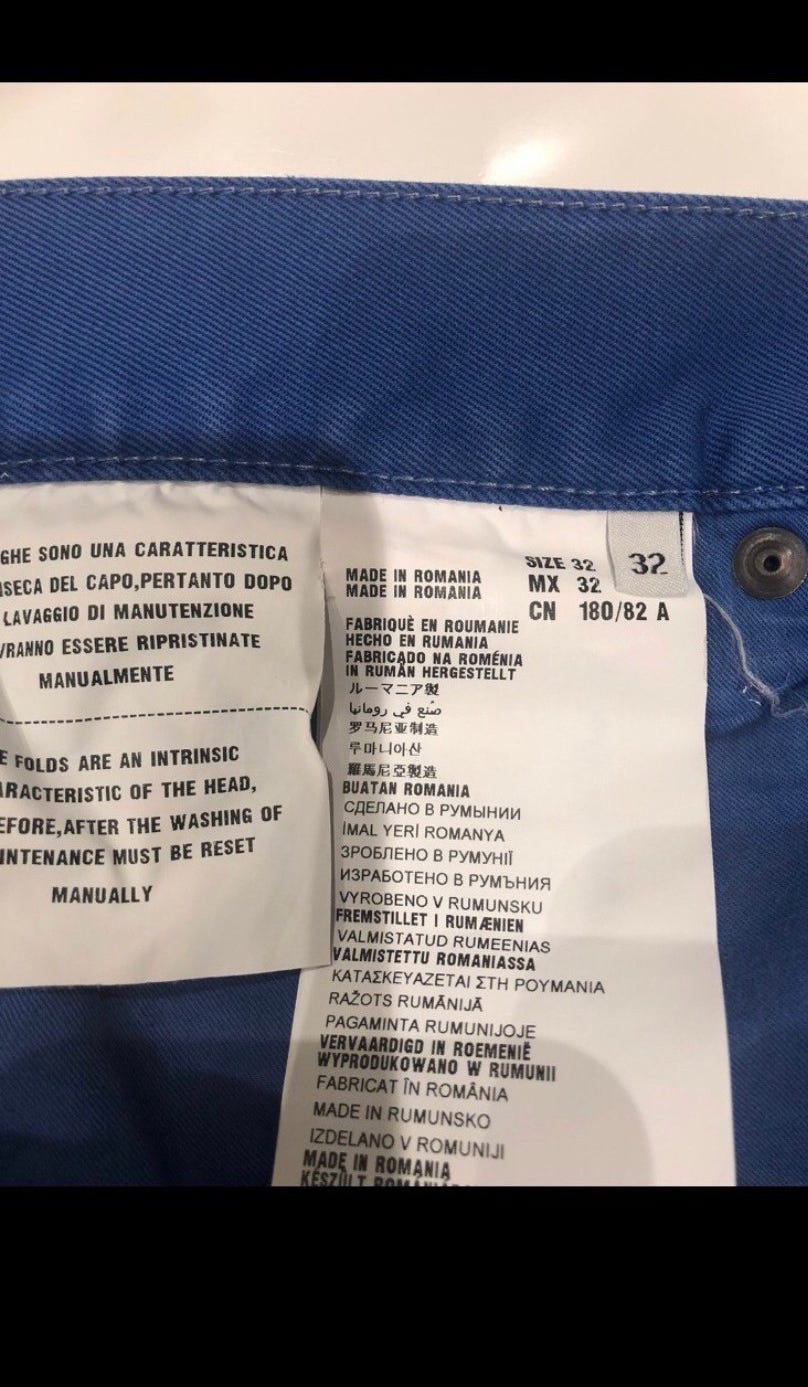 GHE SONO UNA CARATTERISTICA
SECA DEL CAPO,PERTANTO DOPO
LAVAGGIO DI MANUTENZIONE
VRANNO ESSERE RIPRISTINATE
MANUALMENTE
E FOLDS ARE AN INTRINSIC
ARACTERISTIC OF THE HEAD,
EFORE,AFTER THE WASHING OF
INTENANCE MUST BE RESET
MANUALLY
32
SIZE 32
MX 32
CN 180/82 A
MADE IN ROMANIA
MADE IN ROMANIA
FABRIQUÈ EN ROUMANIE
HECHO EN RUMANIA
FABRICADO NA ROMÉNIA
IN RUMÄN HERGESTELLT
ルーマニア製
صنع في رومانيا
罗马尼亚制造
루마니아산
羅馬尼亞製造
BUATAN ROMANIA
СДЕЛАНО В РУМЫНИИ
İMAL YERİ ROMANYA
ЗРОБЛЕНО В РУМУНІЇ
ИЗРАБОТЕНО В РУМЪНИЯ
VYROBENO V RUMUNSKU
FREMSTILLET I RUMÆNIEN
VALMISTATUD RUMEENIAS
VALMISTETTU ROMANIASSA
ΚΑΤΑΣΚΕΥΑΖΕΤΑΙ ΣΤΗ ΡΟΥΜΑΝΙΑ
RAŽOTS RUMĀNIJĀ
PAGAMINTA RUMUNIJOJE
VERVAARDIGD IN ROEMENIË
WYPRODUKOWANO W RUMUNII
FABRICAT ÎN ROMÂNIA
MADE IN RUMUNSKO
IZDELANO V ROMUNIJI
MADE IN ROMANIA
KÉSZÜLT